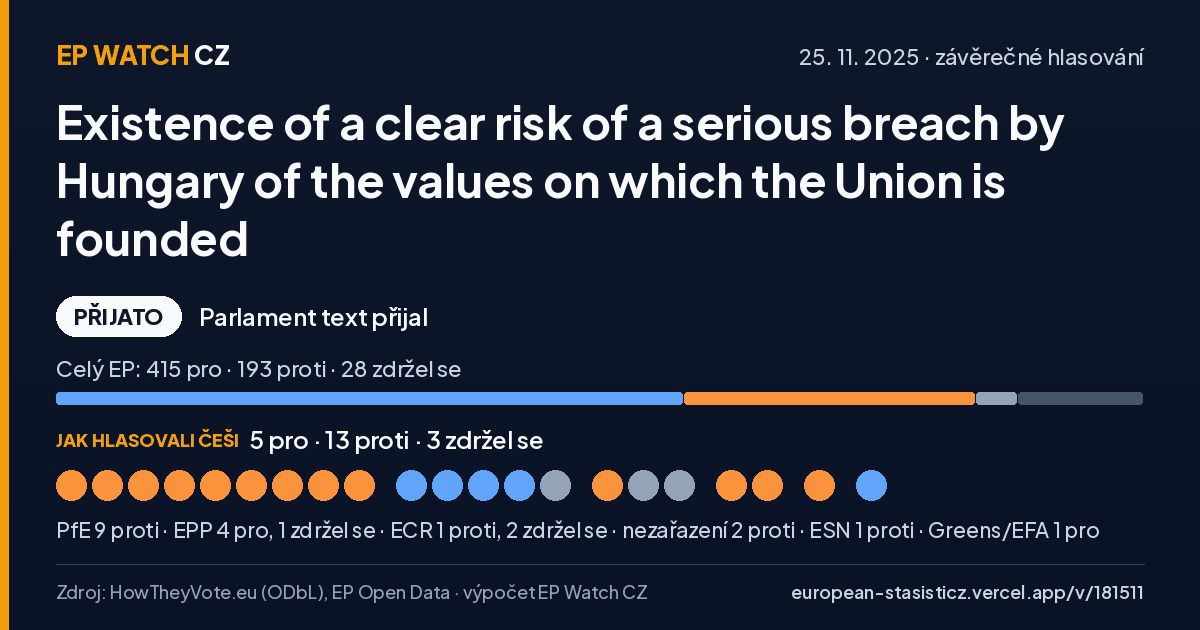 EP WATCH CZ
25. 11. 2025 · závěrečné hlasování
Existence of a clear risk of a serious breach by
Hungary of the values on which the Union is
founded
PŘIJATO
Parlament text přijal
Celý EP: 415 pro · 193 proti · 28 zdržel se
JAK HLASOVALI ČEŠI
5 pro · 13 proti · 3 zdržel se
PfE 9 proti · EPP 4 pro, 1 zdržel se · ECR 1 proti, 2 zdržel se · nezařazení 2 proti · ESN 1 proti · Greens/EFA 1 pro
Zdroj: HowTheyVote.eu (ODbL), EP Open Data · výpočet EP Watch CZ
european-stasisticz.vercel.app/v/181511